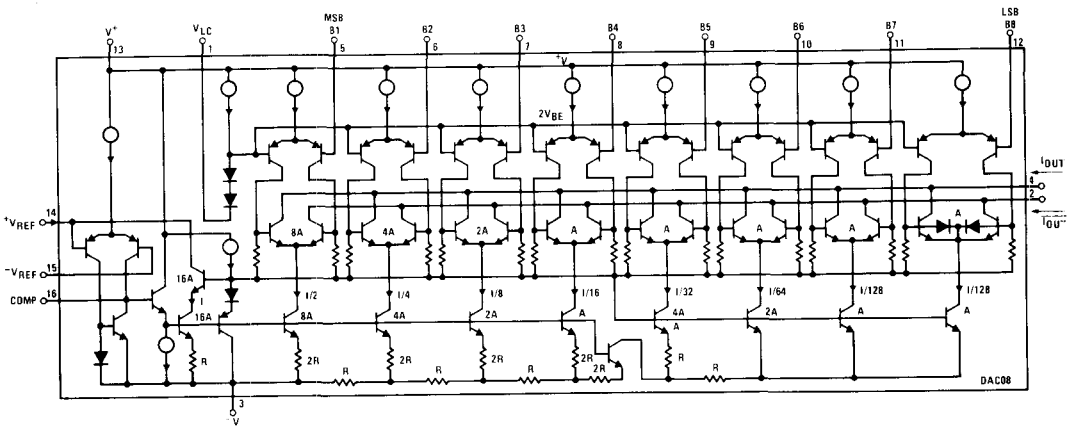 V+
13
VLC
1
MSB
B1
5
B2
6
B3
7
B4
8
B5
9
B6
10
B7
11
LSB
B8
12
+V
2VBE
IOUT
4
2
IOUT
14
+VREF
-VREF
15
COMP
16
16A
I
16A
R
8A
4A
2A
A
A
A
A
A
I/2
I/4
I/8
I/16
I/32
I/64
I/128
I/128
8A
4A
2A
A
4A
A
2A
A
A
2R
2R
2R
2R
2R
R
R
R
R
R
3
V
DAC08